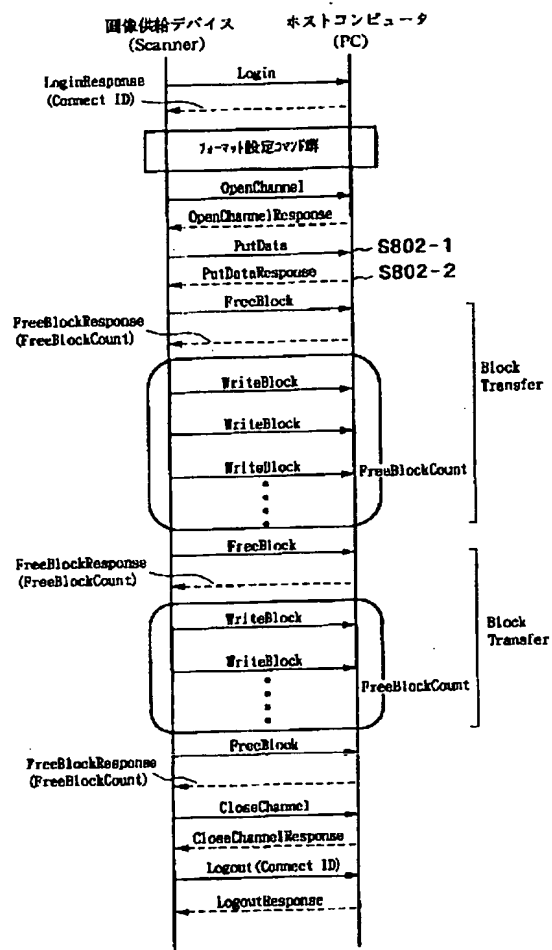 画像供給デバイス
(Scanner)
ホストコンピュータ
(PC)
Login
LoginResponse
(Connect ID)
フォーマット設定コマンド群
OpenChannel
OpenChannelResponse
PutData
S802-1
PutDataResponse
S802-2
FreeBlock
FreeBlockResponse
(FreeBlockCount)
Block
Transfer
WriteBlock
WriteBlock
WriteBlock
FreeBlockCount
FreeBlock
FreeBlockResponse
(FreeBlockCount)
Block
Transfer
WriteBlock
WriteBlock
FreeBlockCount
FreeBlock
FreeBlockResponse
(FreeBlockCount)
CloseChannel
CloseChannelResponse
Logout(Connect ID)
LogoutResponse